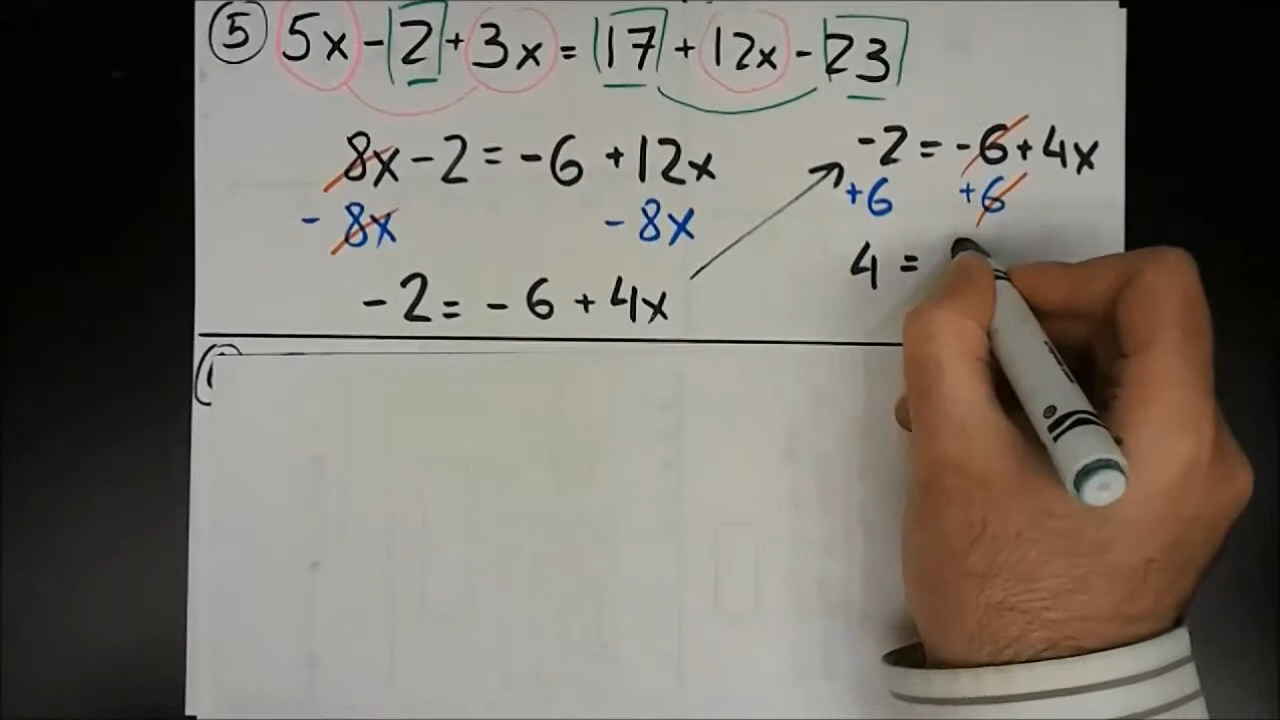 ⑤ 5x - 2 + 3x = 17 + 12x - 23
8x - 2 = -6 + 12x
- 8x - 8x
-2 = -6 + 4x
-2 = -6 + 4x
+6 +6
4 =